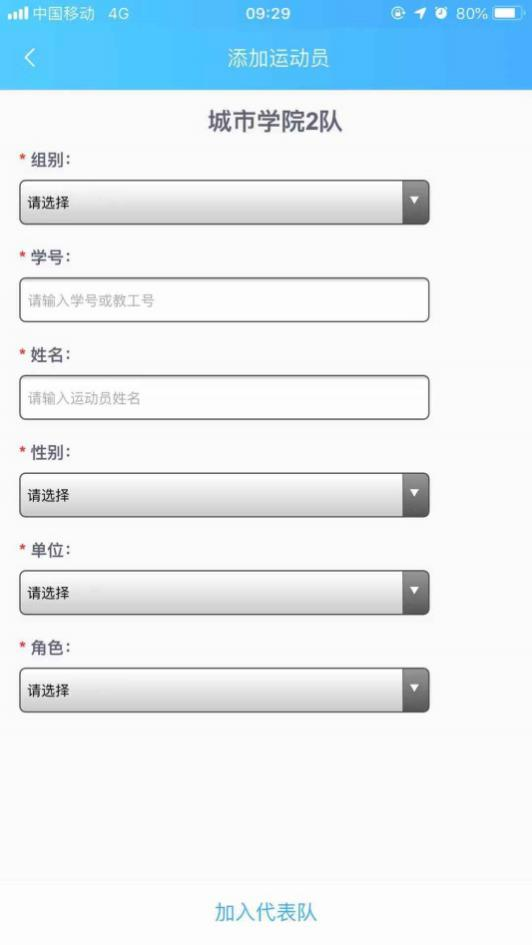 中国移动 4G 09:29 80%
添加运动员
城市学院2队
* 组别：
请选择
* 学号：
请输入学号或教工号
* 姓名：
请输入运动员姓名
* 性别：
请选择
* 单位：
请选择
* 角色：
请选择
加入代表队